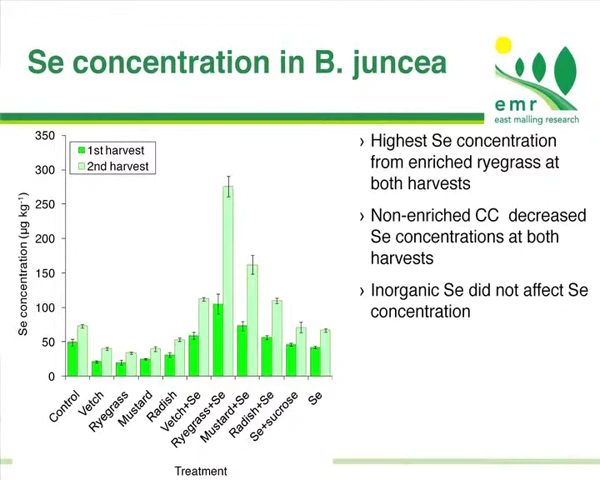 Se concentration in B. juncea
emr
east malling research
350
300
250
200
150
100
50
0
Se concentration (µg kg⁻¹)
1st harvest
2nd harvest
Control
Vetch
Ryegrass
Mustard
Radish
Vetch+Se
Ryegrass+Se
Mustard+Se
Radish+Se
Se+sucrose
Se
Treatment
› Highest Se concentration
from enriched ryegrass at
both harvests
› Non-enriched CC decreased
Se concentrations at both
harvests
› Inorganic Se did not affect Se
concentration